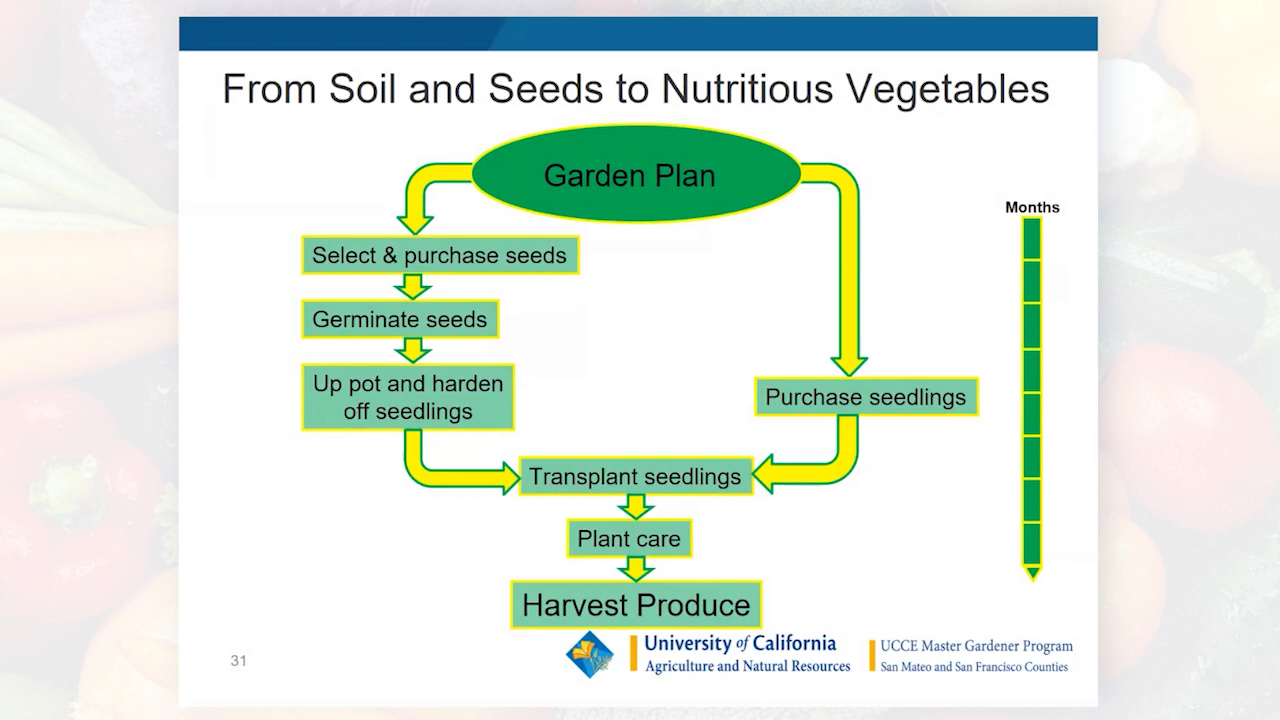 From Soil and Seeds to Nutritious Vegetables
Garden Plan
Months
Select & purchase seeds
Germinate seeds
Up pot and harden
off seedlings
Purchase seedlings
Transplant seedlings
Plant care
Harvest Produce
31
University of California
Agriculture and Natural Resources
UCCE Master Gardener Program
San Mateo and San Francisco Counties